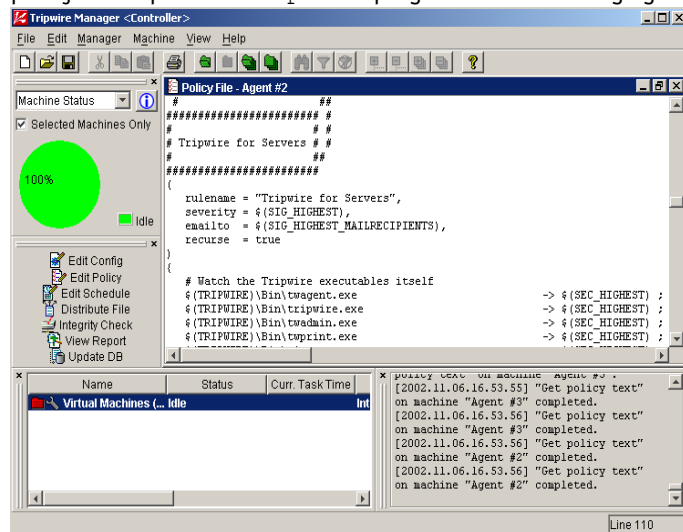 Tripwire Manager <Controller>
File Edit Manager Machine View Help
Policy File - Agent #2
Machine Status
Selected Machines Only
100%
Idle
Edit Config
Edit Policy
Edit Schedule
Distribute File
Integrity Check
View Report
Update DB
# ##
######################## #
# # #
# Tripwire for Servers # #
# ##
########################
{
rulename = "Tripwire for Servers",
severity = $(SIG_HIGHEST),
emailto = $(SIG_HIGHEST_MAILRECIPIENTS),
recurse = true
)
{
# Watch the Tripwire executables itself
$(TRIPWIRE)\Bin\twagent.exe -> $(SEC_HIGHEST) ;
$(TRIPWIRE)\Bin\tripwire.exe -> $(SEC_HIGHEST) ;
$(TRIPWIRE)\Bin\twadmin.exe -> $(SEC_HIGHEST) ;
$(TRIPWIRE)\Bin\twprint.exe -> $(SEC_HIGHEST) ;
Name Status Curr. Task Time
Virtual Machines (... Idle Int
policy text" on machine "Agent #3".
[2002.11.06.16.53.55] "Get policy text"
on machine "Agent #3" completed.
[2002.11.06.16.53.56] "Get policy text"
on machine "Agent #3" completed.
[2002.11.06.16.53.56] "Get policy text"
on machine "Agent #2" completed.
[2002.11.06.16.53.56] "Get policy text"
on machine "Agent #2" completed.
Line 110